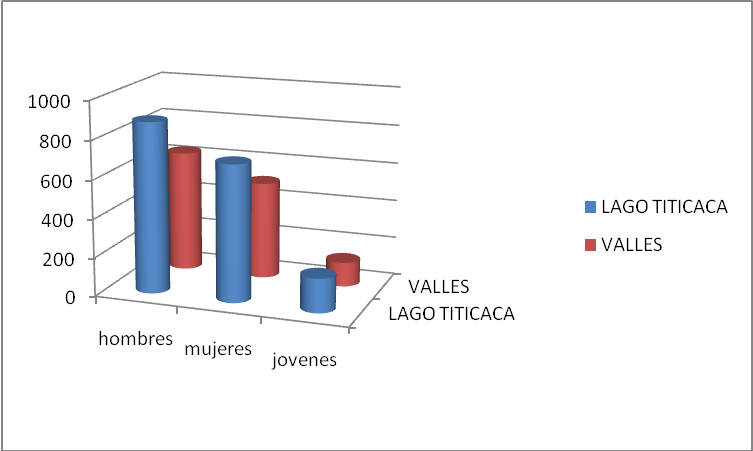 1000
800
600
400
200
0
hombres
mujeres
jovenes
VALLES
LAGO TITICACA
LAGO TITICACA
VALLES